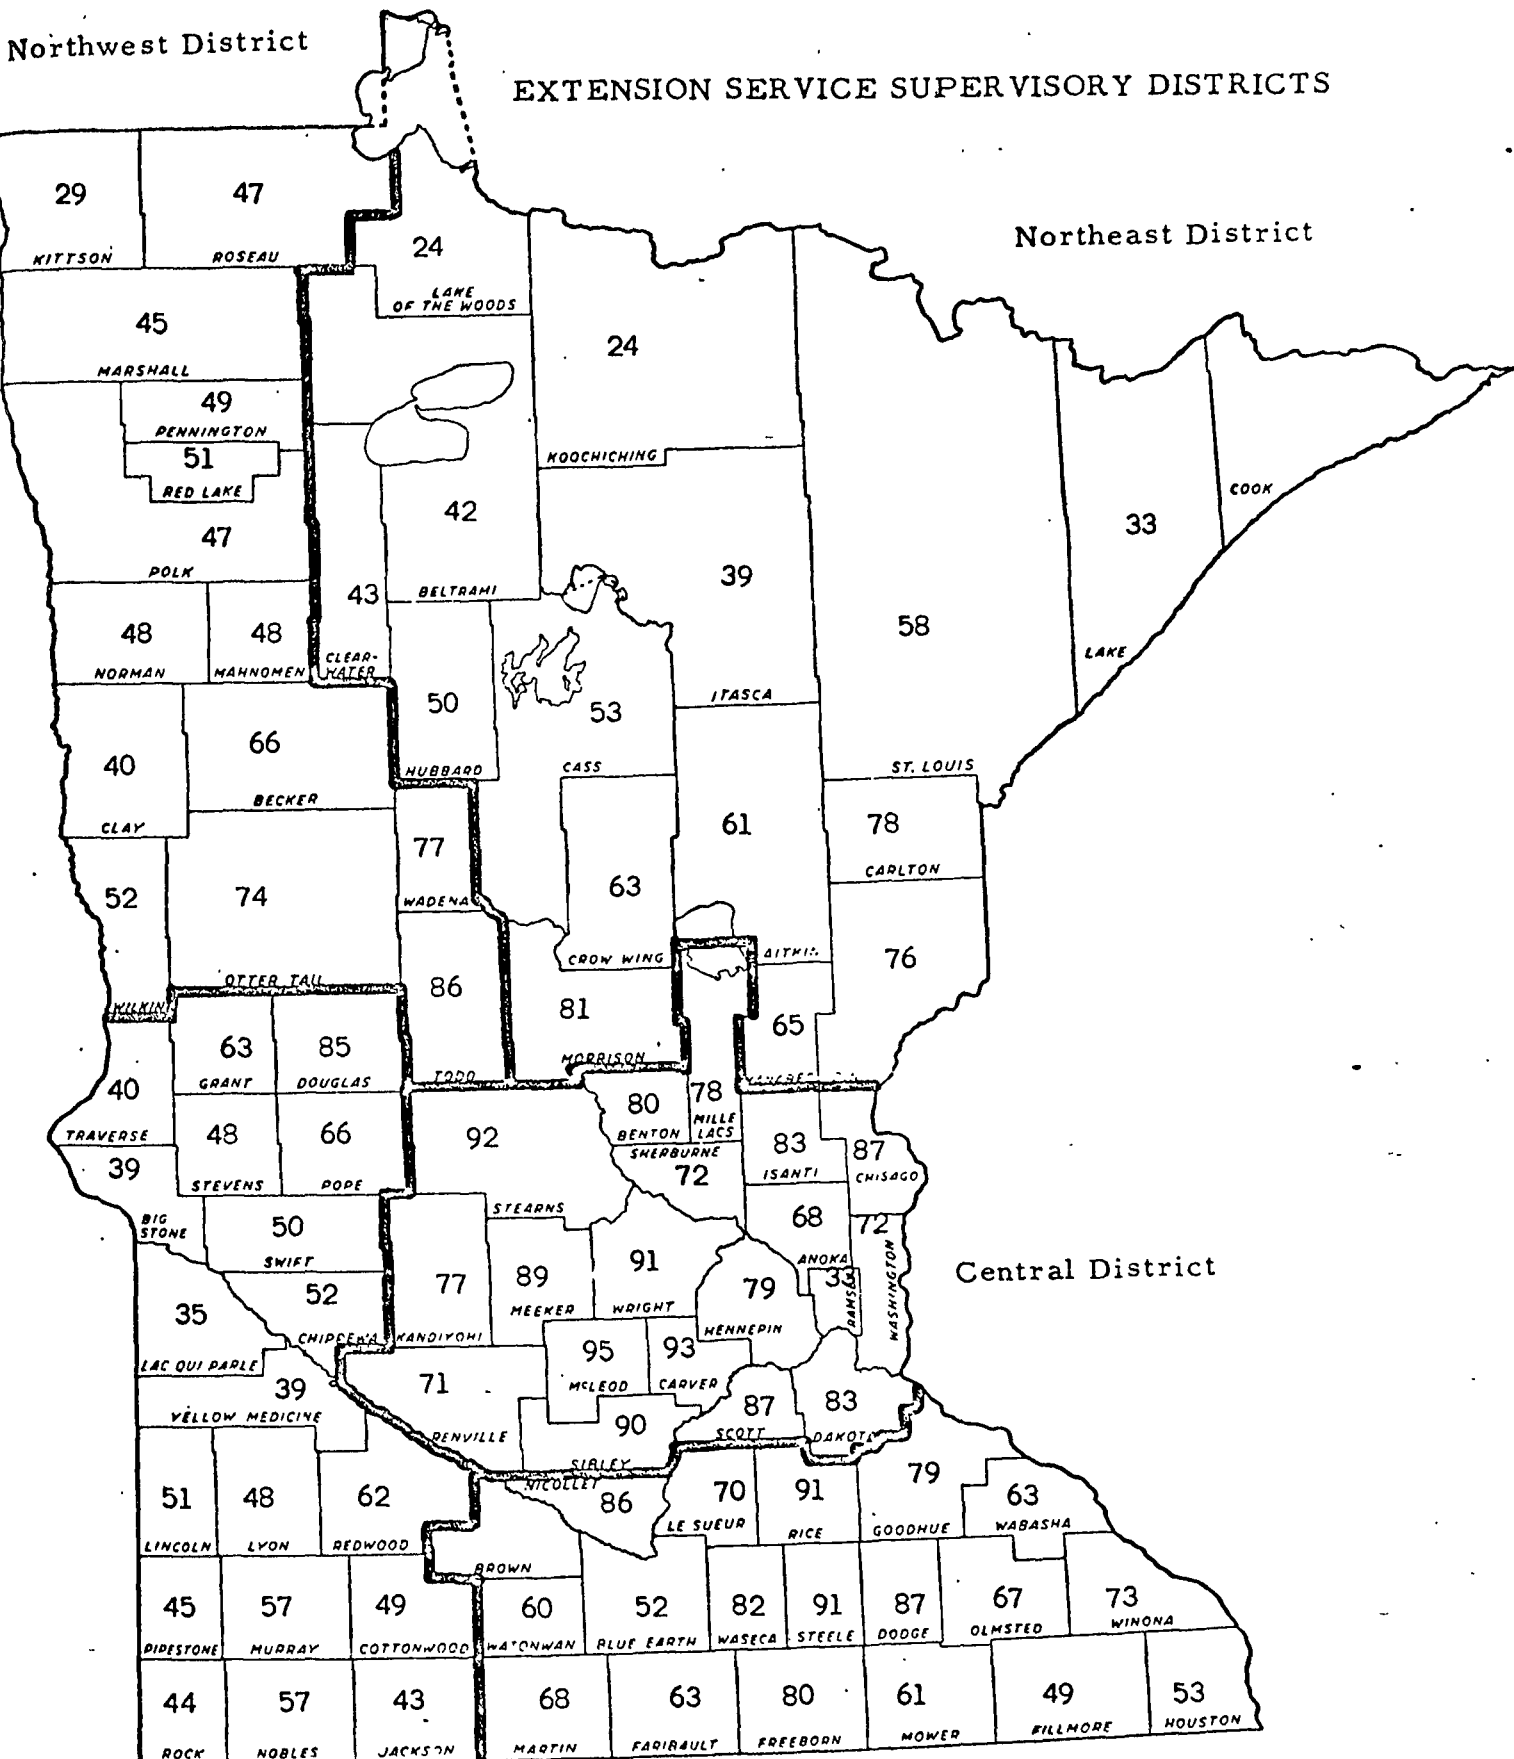 Northwest District
EXTENSION SERVICE SUPERVISORY DISTRICTS
Northeast District
29
KITTSON
47
ROSEAU
24
LAKE
OF THE WOODS
45
MARSHALL
24
KOOCHICHING
49
PENNINGTON
51
RED LAKE
47
POLK
42
BELTRAMI
33
LAKE
COOK
39
ITASCA
58
ST. LOUIS
43
CLEAR-
WATER
48
NORMAN
48
MAHNOMEN
50
HUBBARD
53
CASS
40
CLAY
66
BECKER
61
AITKIN
78
CARLTON
77
WADENA
63
CROW WING
52
WILKIN
74
OTTER TAIL
86
TODD
81
MORRISON
76
65
63
GRANT
85
DOUGLAS
40
TRAVERSE
48
STEVENS
66
POPE
92
STEARNS
80
BENTON
78
MILLE
LACS
SHERBURNE
72
83
ISANTI
87
CHISAGO
39
BIG
STONE
50
SWIFT
68
ANOKA
72
WASHINGTON
33
RAMSEY
Central District
52
CHIPPEWA
77
KANDIYOHI
89
MEEKER
91
WRIGHT
79
HENNEPIN
35
LAC QUI PARLE
39
YELLOW MEDICINE
71
RENVILLE
95
McLEOD
93
CARVER
90
SIBLEY
87
SCOTT
83
DAKOTA
51
LINCOLN
48
LYON
62
REDWOOD
NICOLLET
86
70
LE SUEUR
91
RICE
79
GOODHUE
63
WABASHA
BROWN
45
PIPESTONE
57
MURRAY
49
COTTONWOOD
60
WATONWAN
52
BLUE EARTH
82
WASECA
91
STEELE
87
DODGE
67
OLMSTED
73
WINONA
44
ROCK
57
NOBLES
43
JACKSON
68
MARTIN
63
FARIBAULT
80
FREEBORN
61
MOWER
49
FILLMORE
53
HOUSTON